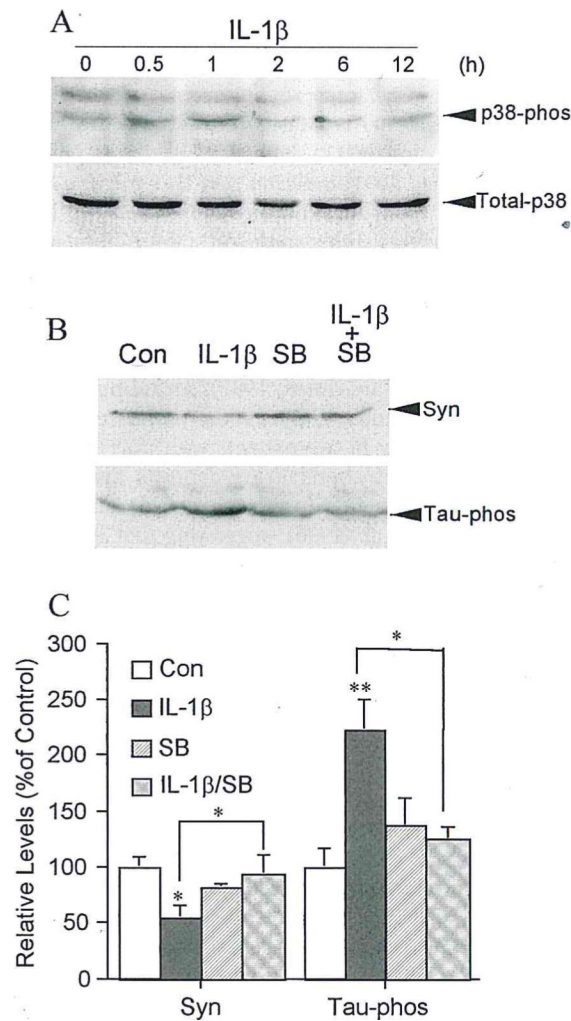 A
IL-1β
0 0.5 1 2 6 12 (h)
p38-phos
Total-p38
B
Con IL-1β SB IL-1β + SB
Syn
Tau-phos
C
Relative Levels (%of Control)
300
250
200
150
100
50
0
Con
IL-1β
SB
IL-1β/SB
*
*
**
*
Syn Tau-phos